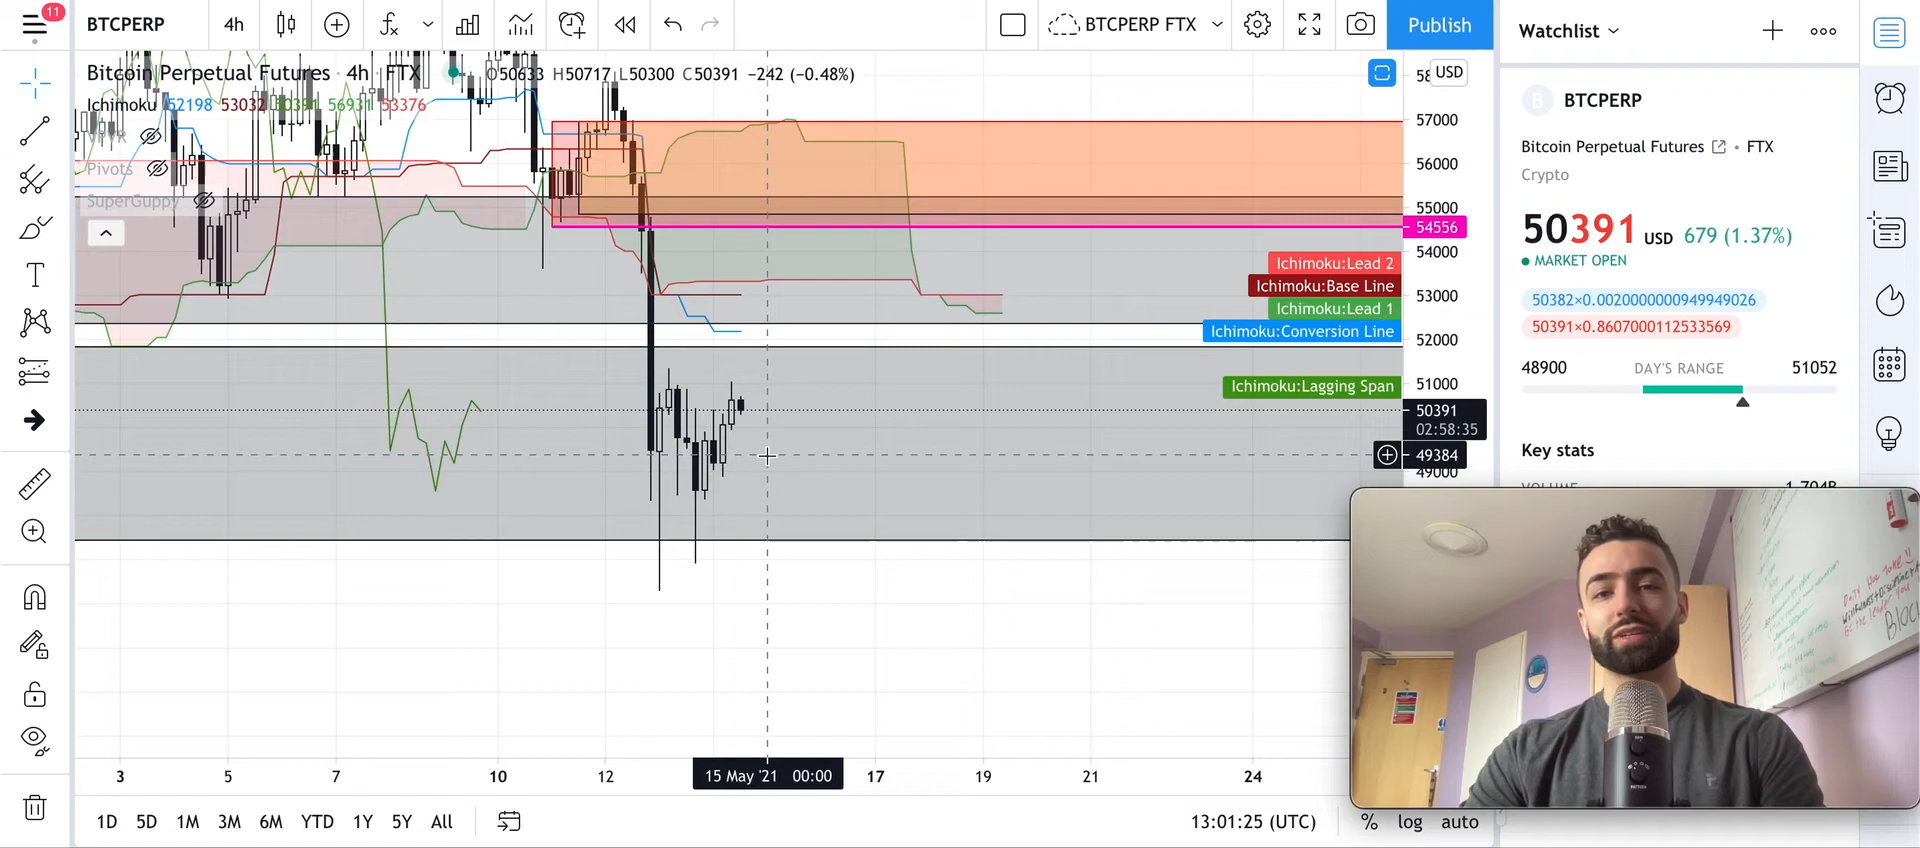 11
BTCPERP
4h
BTCPERP FTX
Publish
Watchlist
Bitcoin Perpetual Futures · 4h · FTX
O50633 H50717 L50300 C50391 −242 (−0.48%)
USD
Ichimoku 52198 53032 50391 56931 53376
Pivots
SuperGuppy
57000
56000
55000
54556
54000
53000
52000
51000
50391
02:58:35
49384
49000
Ichimoku:Lead 2
Ichimoku:Base Line
Ichimoku:Lead 1
Ichimoku:Conversion Line
Ichimoku:Lagging Span
3
5
7
10
12
15 May '21 00:00
17
19
21
24
1D
5D
1M
3M
6M
YTD
1Y
5Y
All
13:01:25 (UTC)
%
log
auto
B
BTCPERP
Bitcoin Perpetual Futures • FTX
Crypto
50391 USD 679 (1.37%)
MARKET OPEN
50382×0.0020000000949949026
50391×0.8607000112533569
48900 DAY'S RANGE 51052
Key stats